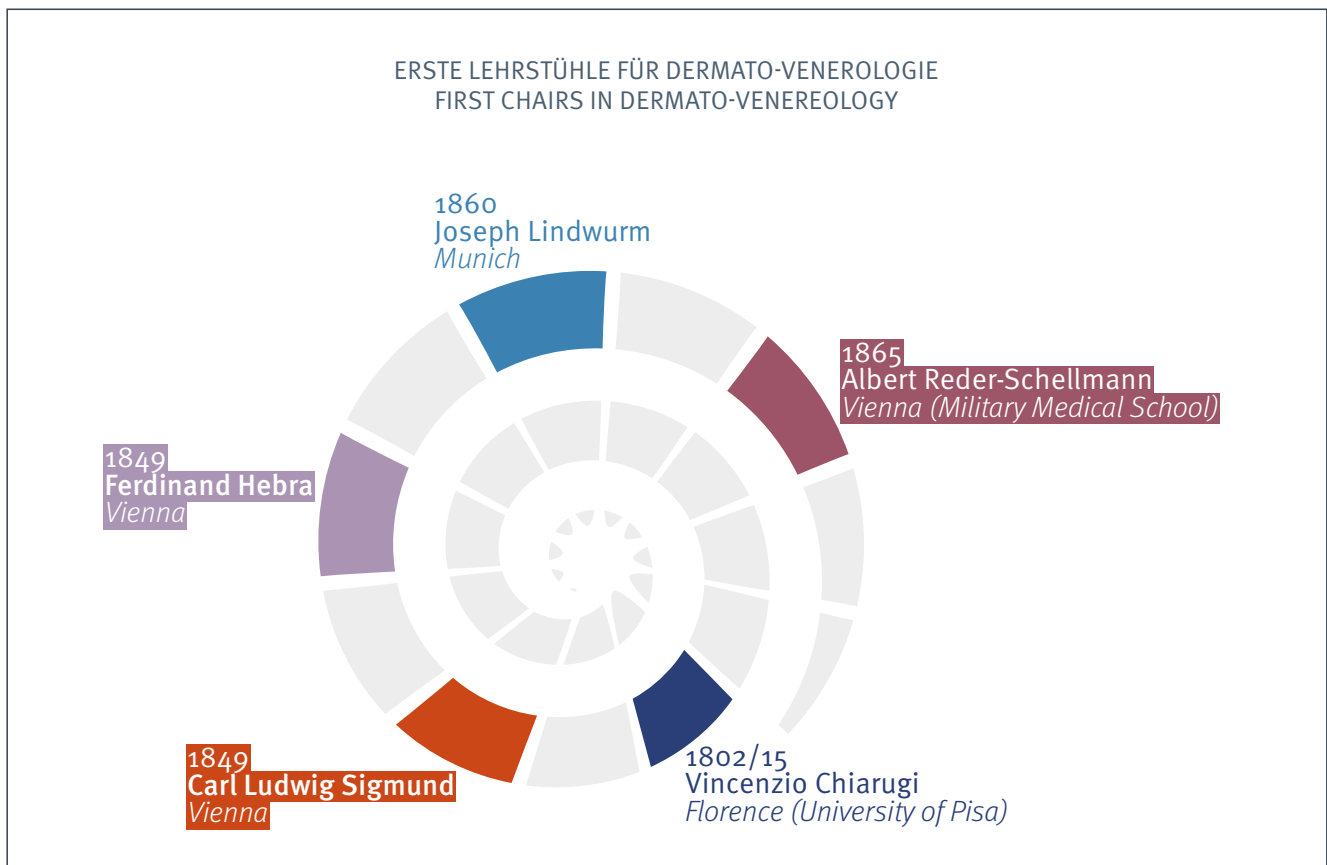 ERSTE LEHRSTÜHLE FÜR DERMATO-VENEROLOGIE
FIRST CHAIRS IN DERMATO-VENEREOLOGY
1860
Joseph Lindwurm
Munich
1865
Albert Reder-Schellmann
Vienna (Military Medical School)
1849
Ferdinand Hebra
Vienna
1849
Carl Ludwig Sigmund
Vienna
1802/15
Vincenzio Chiarugi
Florence (University of Pisa)